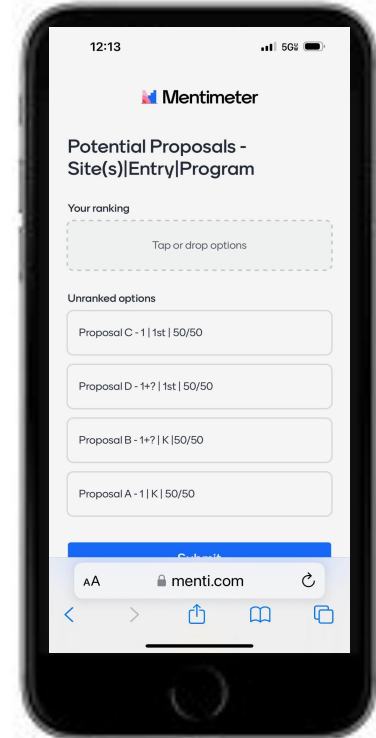 12:13
5G
Mentimeter
Potential Proposals -
Site(s)|Entry|Program
Your ranking
Tap or drop options
Unranked options
Proposal C - 1 | 1st | 50/50
Proposal D - 1+? | 1st | 50/50
Proposal B - 1+? | K |50/50
Proposal A - 1 | K | 50/50
Submit
AA
menti.com